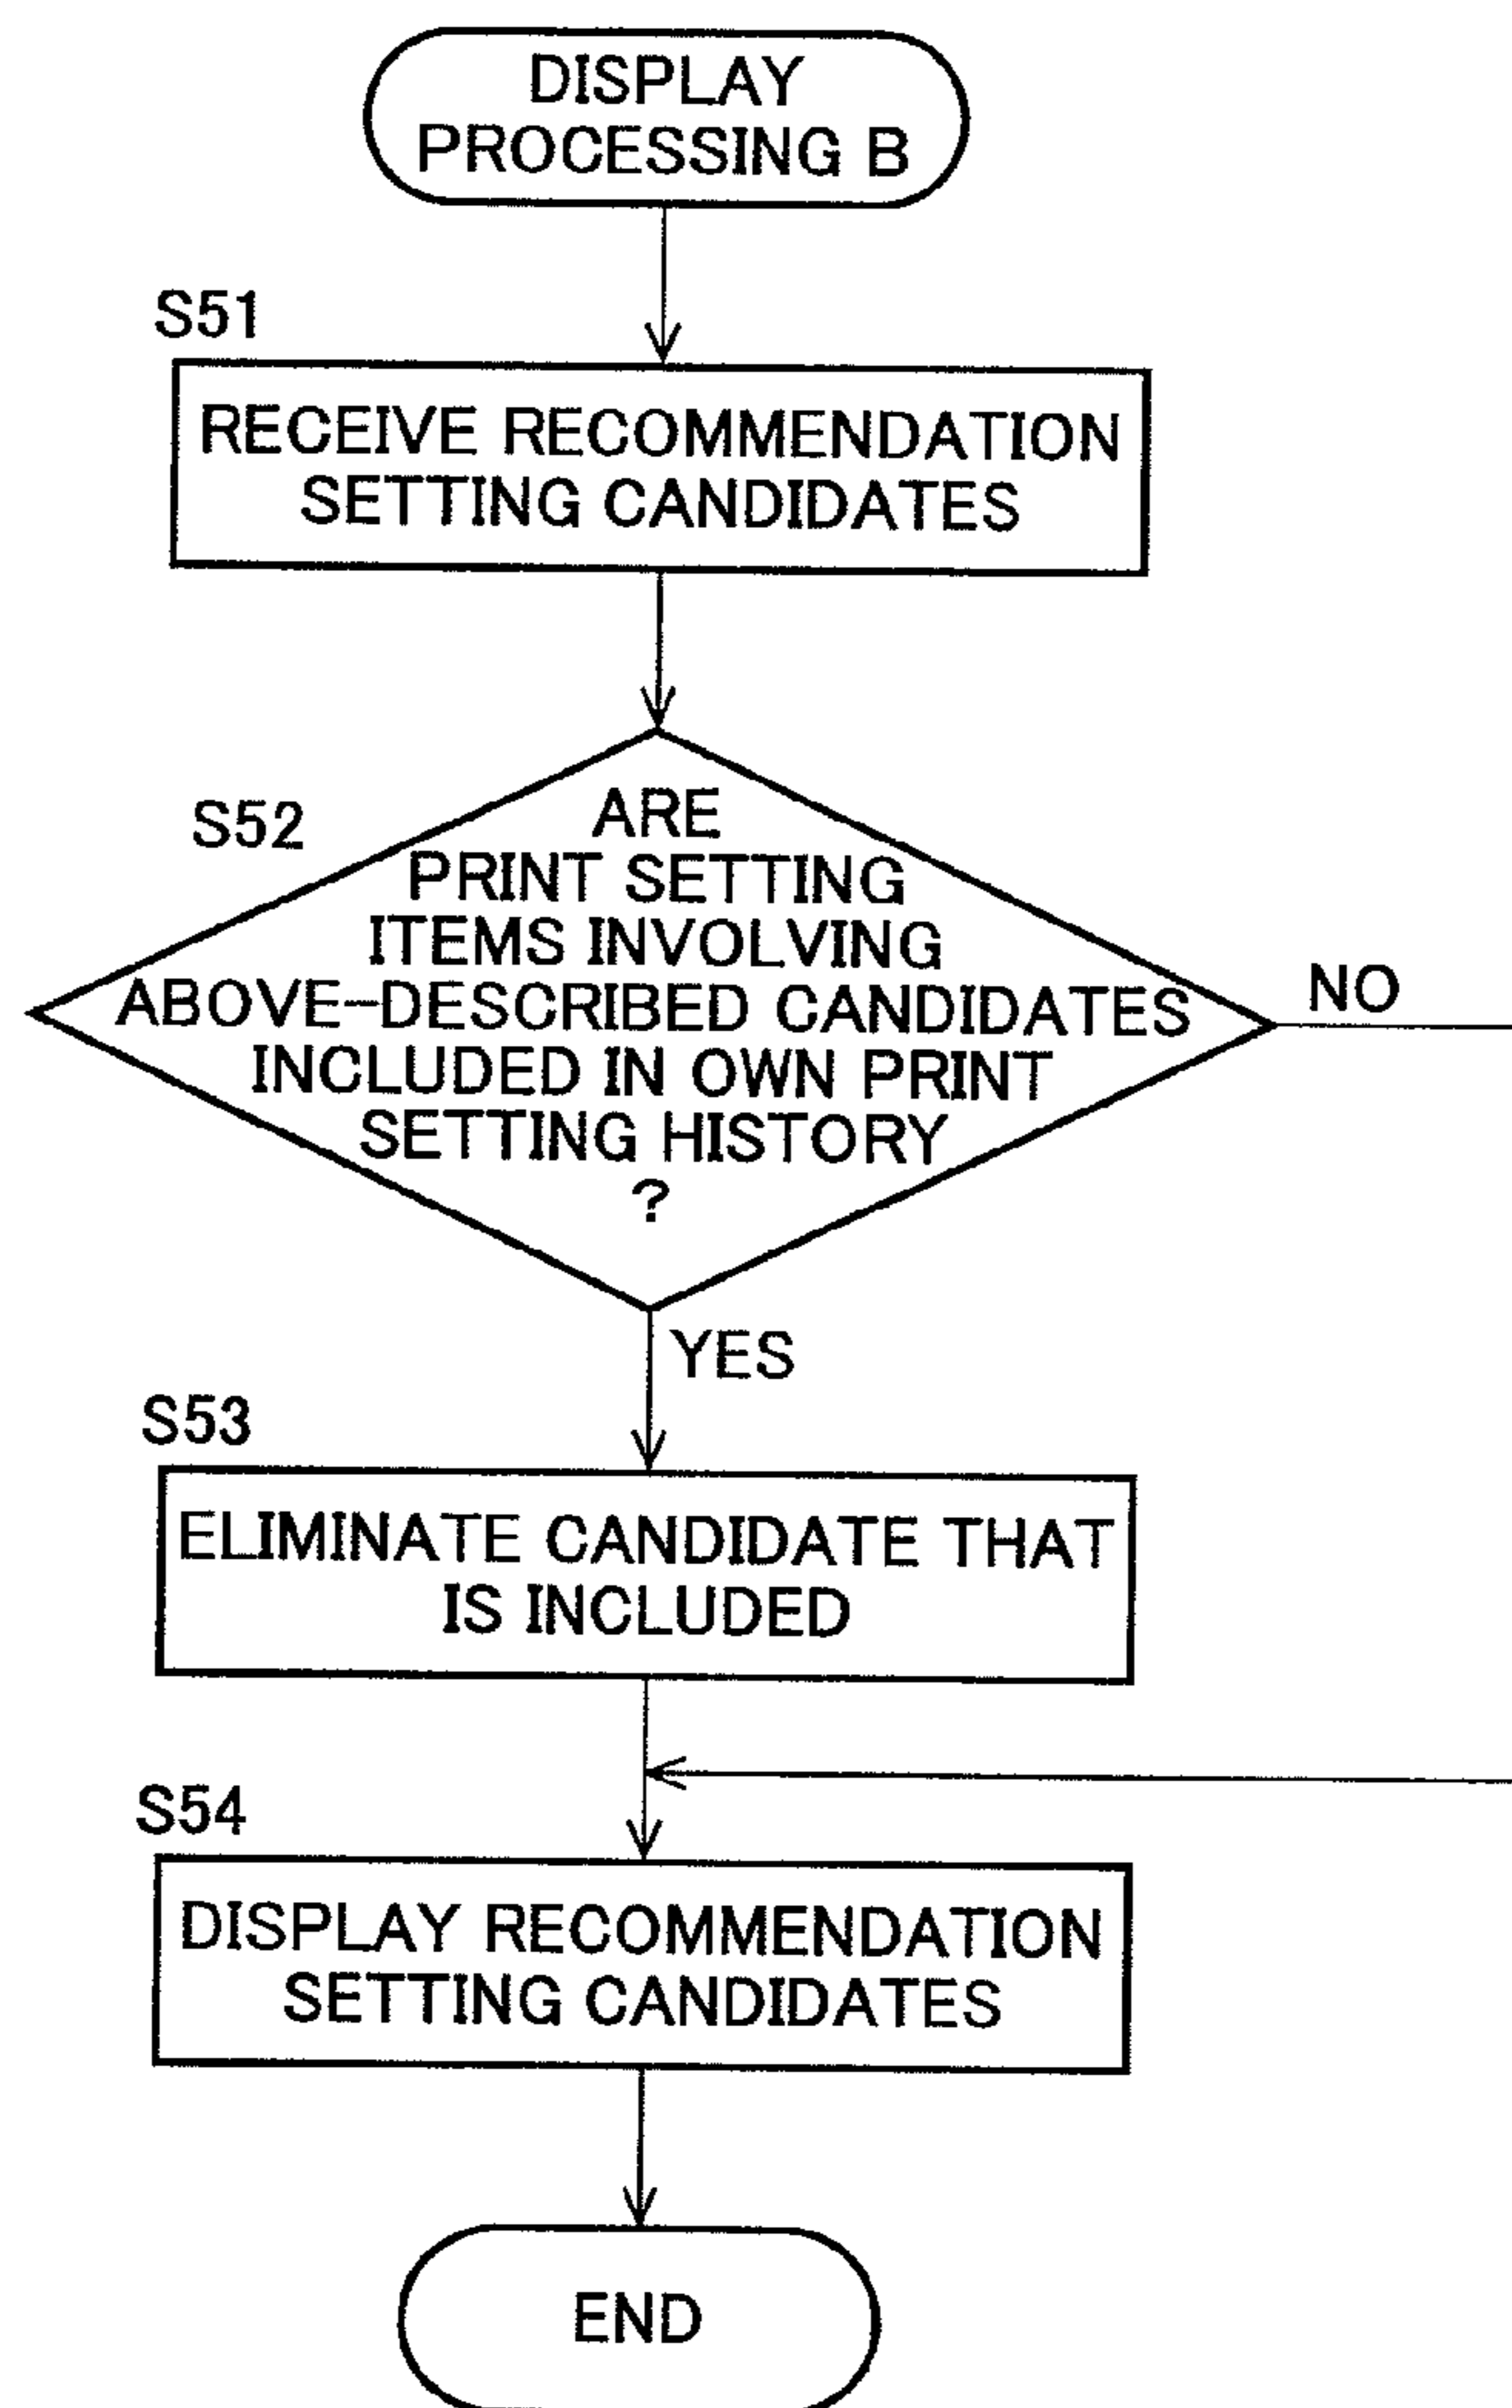 DISPLAY
PROCESSING B
S51
RECEIVE RECOMMENDATION
SETTING CANDIDATES
S52
ARE
PRINT SETTING
ITEMS INVOLVING
ABOVE-DESCRIBED CANDIDATES
INCLUDED IN OWN PRINT
SETTING HISTORY
?
NO
YES
S53
ELIMINATE CANDIDATE THAT
IS INCLUDED
S54
DISPLAY RECOMMENDATION
SETTING CANDIDATES
END